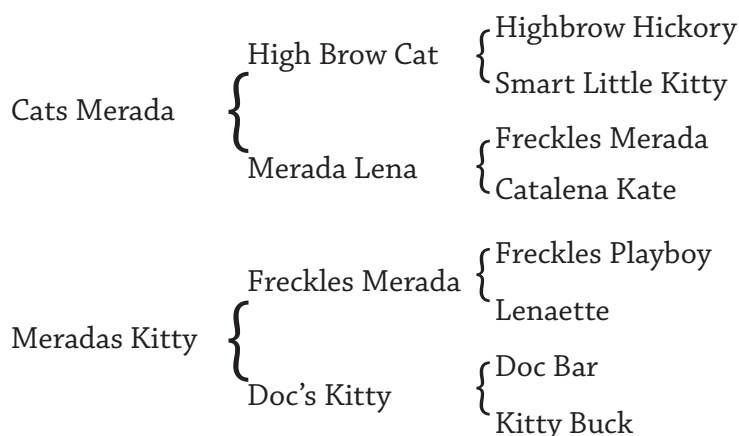 Highbrow Hickory
High Brow Cat
Smart Little Kitty
Cats Merada
Freckles Merada
Merada Lena
Catalena Kate
Freckles Playboy
Freckles Merada
Lenaette
Meradas Kitty
Doc Bar
Doc's Kitty
Kitty Buck